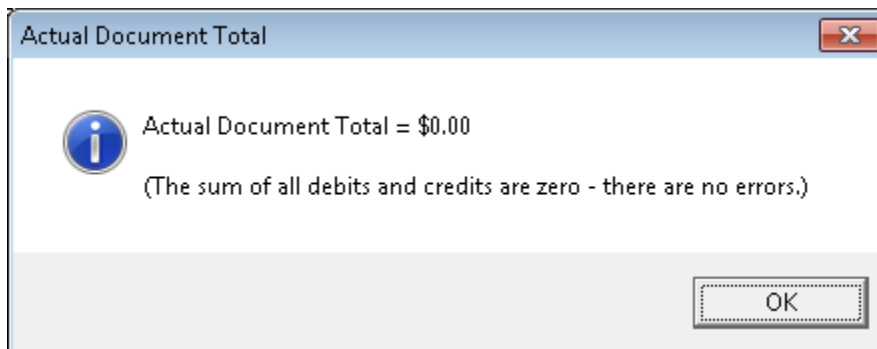 Actual Document Total
Actual Document Total = $0.00
(The sum of all debits and credits are zero - there are no errors.)
OK